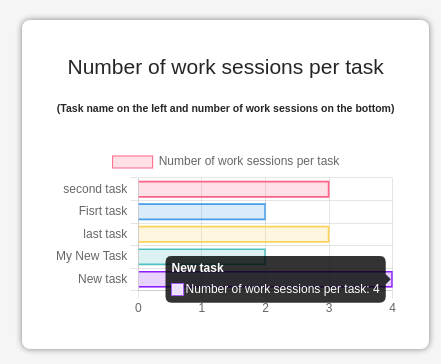 Number of work sessions per task
(Task name on the left and number of work sessions on the bottom)
Number of work sessions per task
second task
Fisrt task
last task
My New Task
New task
New task
Number of work sessions per task: 4
0 1 2 3 4